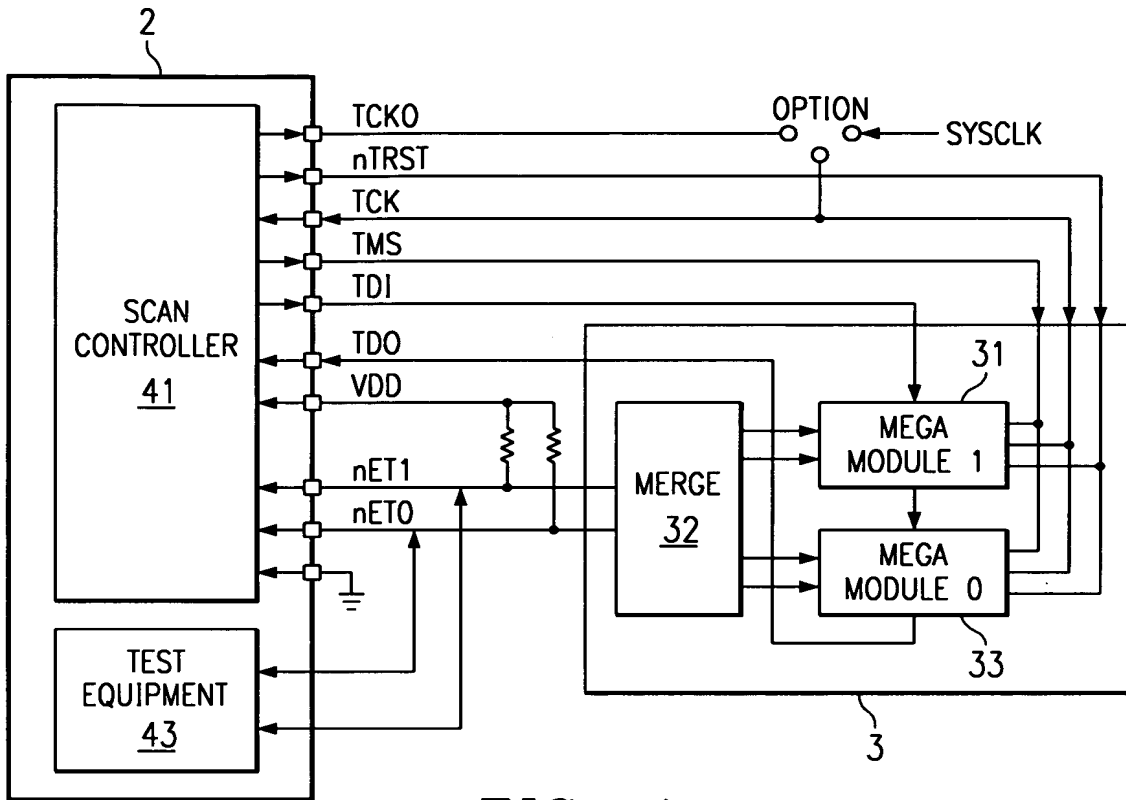 2
TCKO
OPTION
SYSCLK
nTRST
TCK
TMS
TDI
SCAN
CONTROLLER
41
TDO
VDD
31
MEGA
MODULE 1
MERGE
32
nET1
nET0
MEGA
MODULE 0
33
TEST
EQUIPMENT
43
3